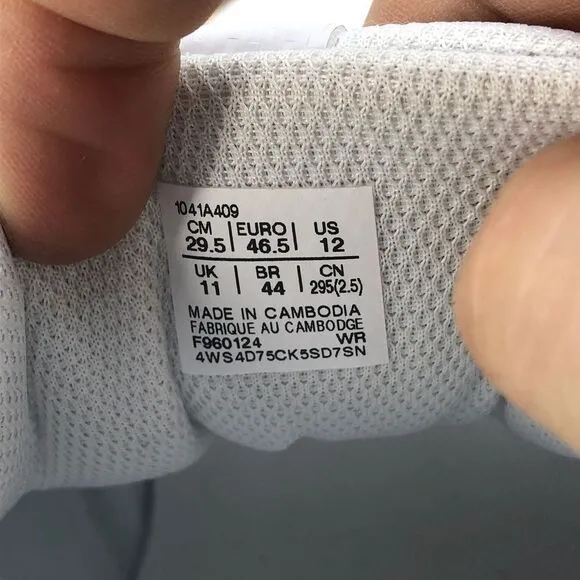 1041A409
CM | EURO | US
29.5 | 46.5 | 12
UK | BR | CN
11 | 44 | 295(2.5)
MADE IN CAMBODIA
FABRIQUE AU CAMBODGE
F960124 WR
4WS4D75CK5SD7SN